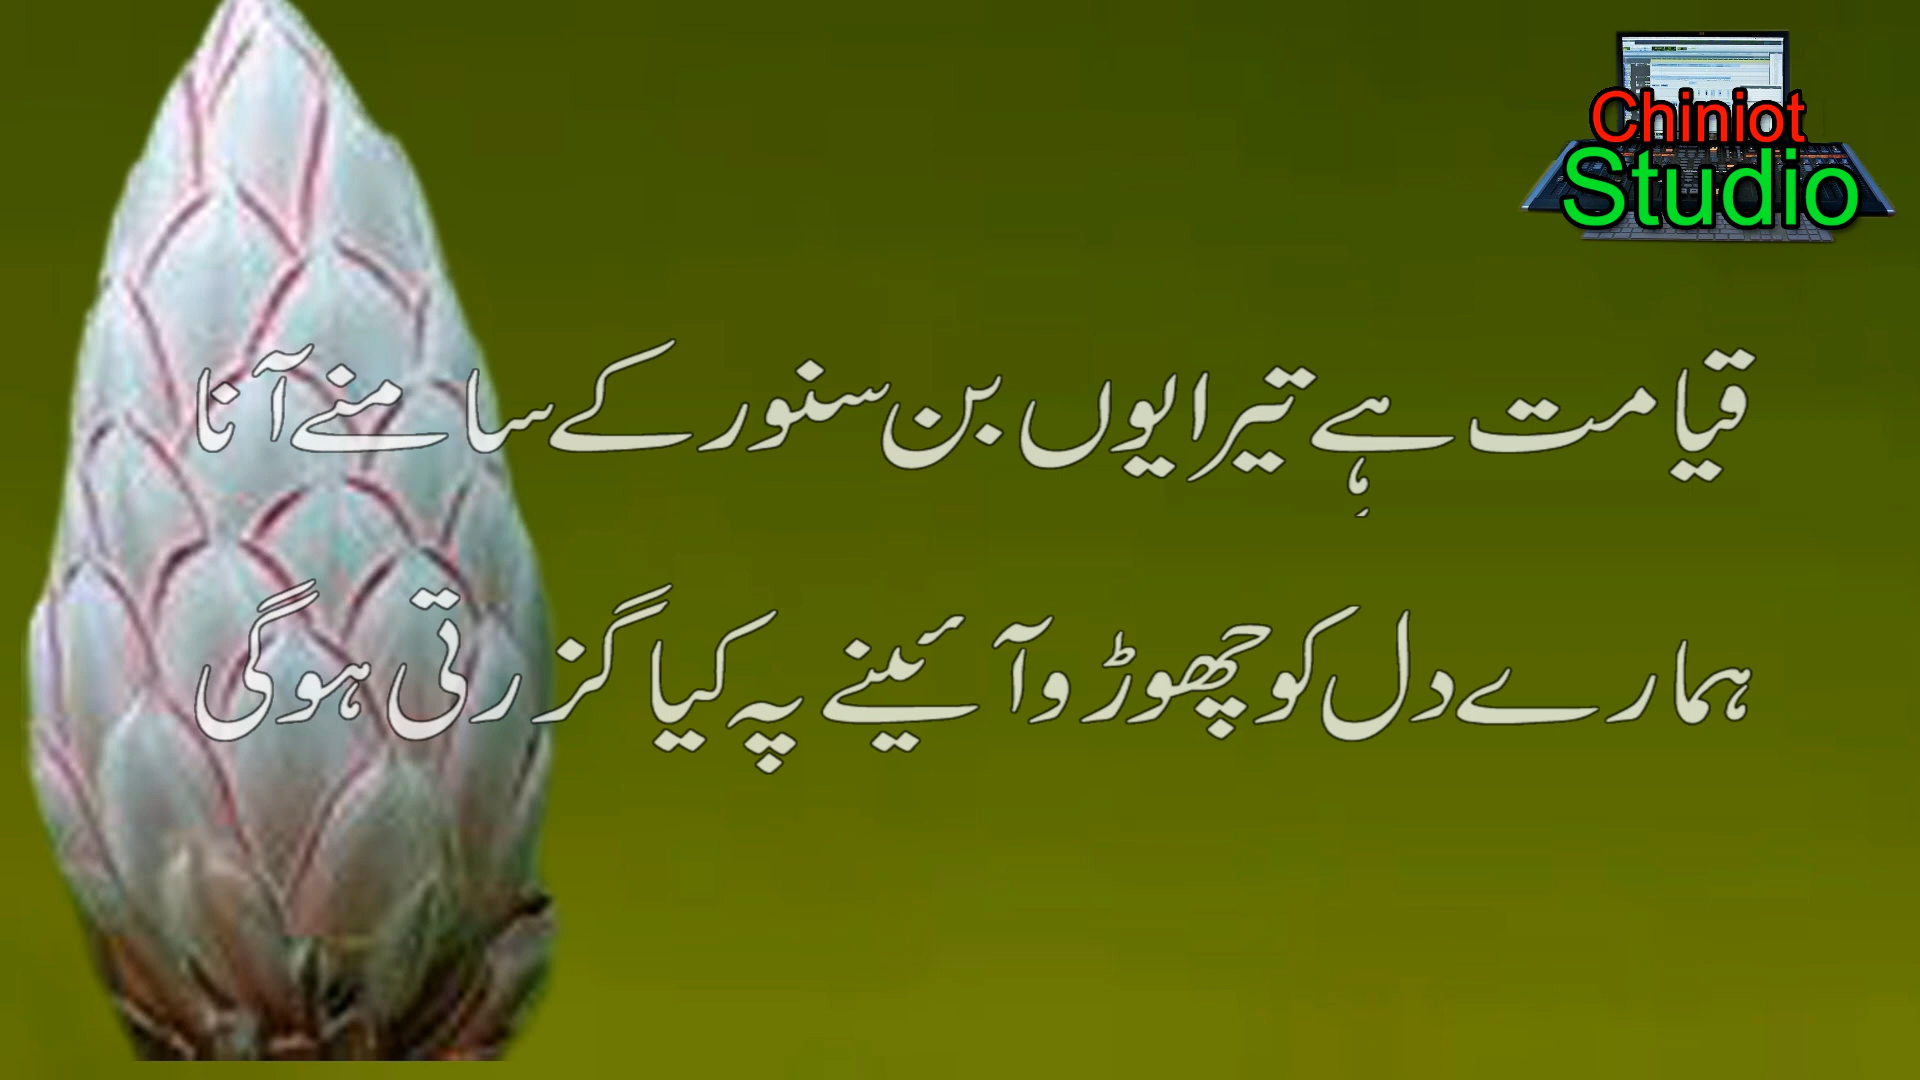 Chiniot
Studio
قیامت ہے تیرا یوں بن سنور کے سامنے آنا
ہمارے دل کو چھوڑو آئینے پہ کیا گزرتی ہوگی